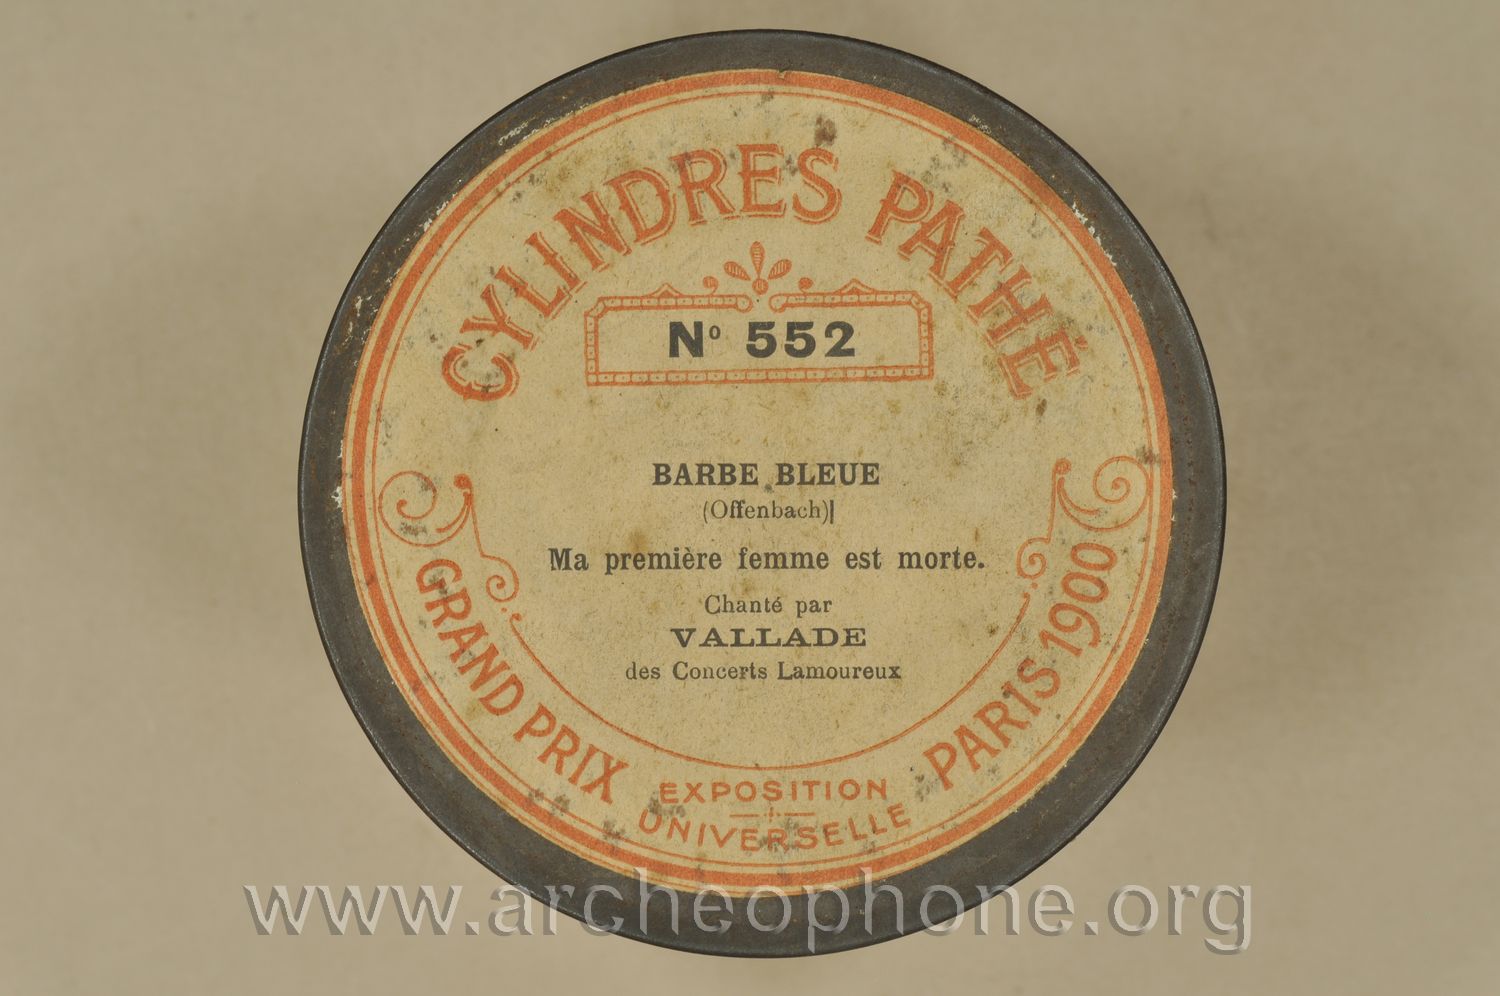 CYLINDRES PATHÉ
Nº 552
BARBE BLEUE
(Offenbach)|
Ma première femme est morte.
Chanté par
VALLADE
des Concerts Lamoureux
GRAND PRIX
EXPOSITION
UNIVERSELLE
PARIS 1900
www.archeophone.org